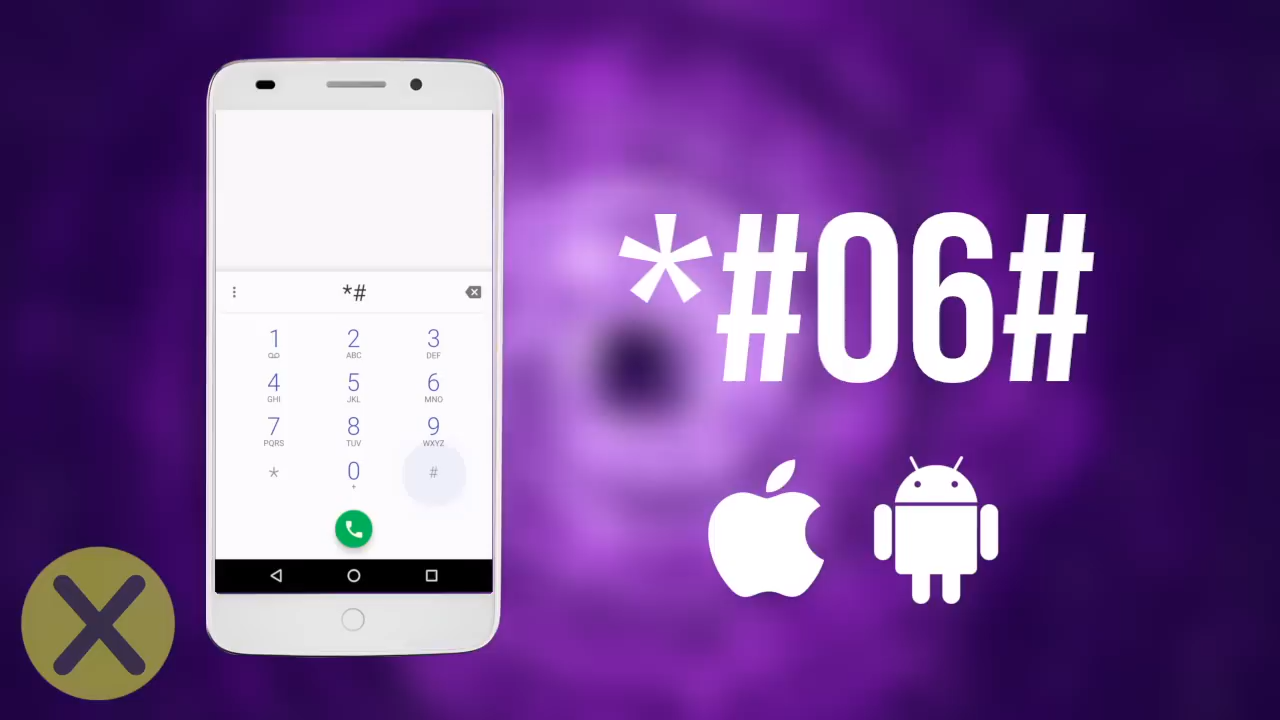 *#
1 2 3
ABC DEF
4 5 6
GHI JKL MNO
7 8 9
PQRS TUV WXYZ
* 0 #
+
*#06#
X